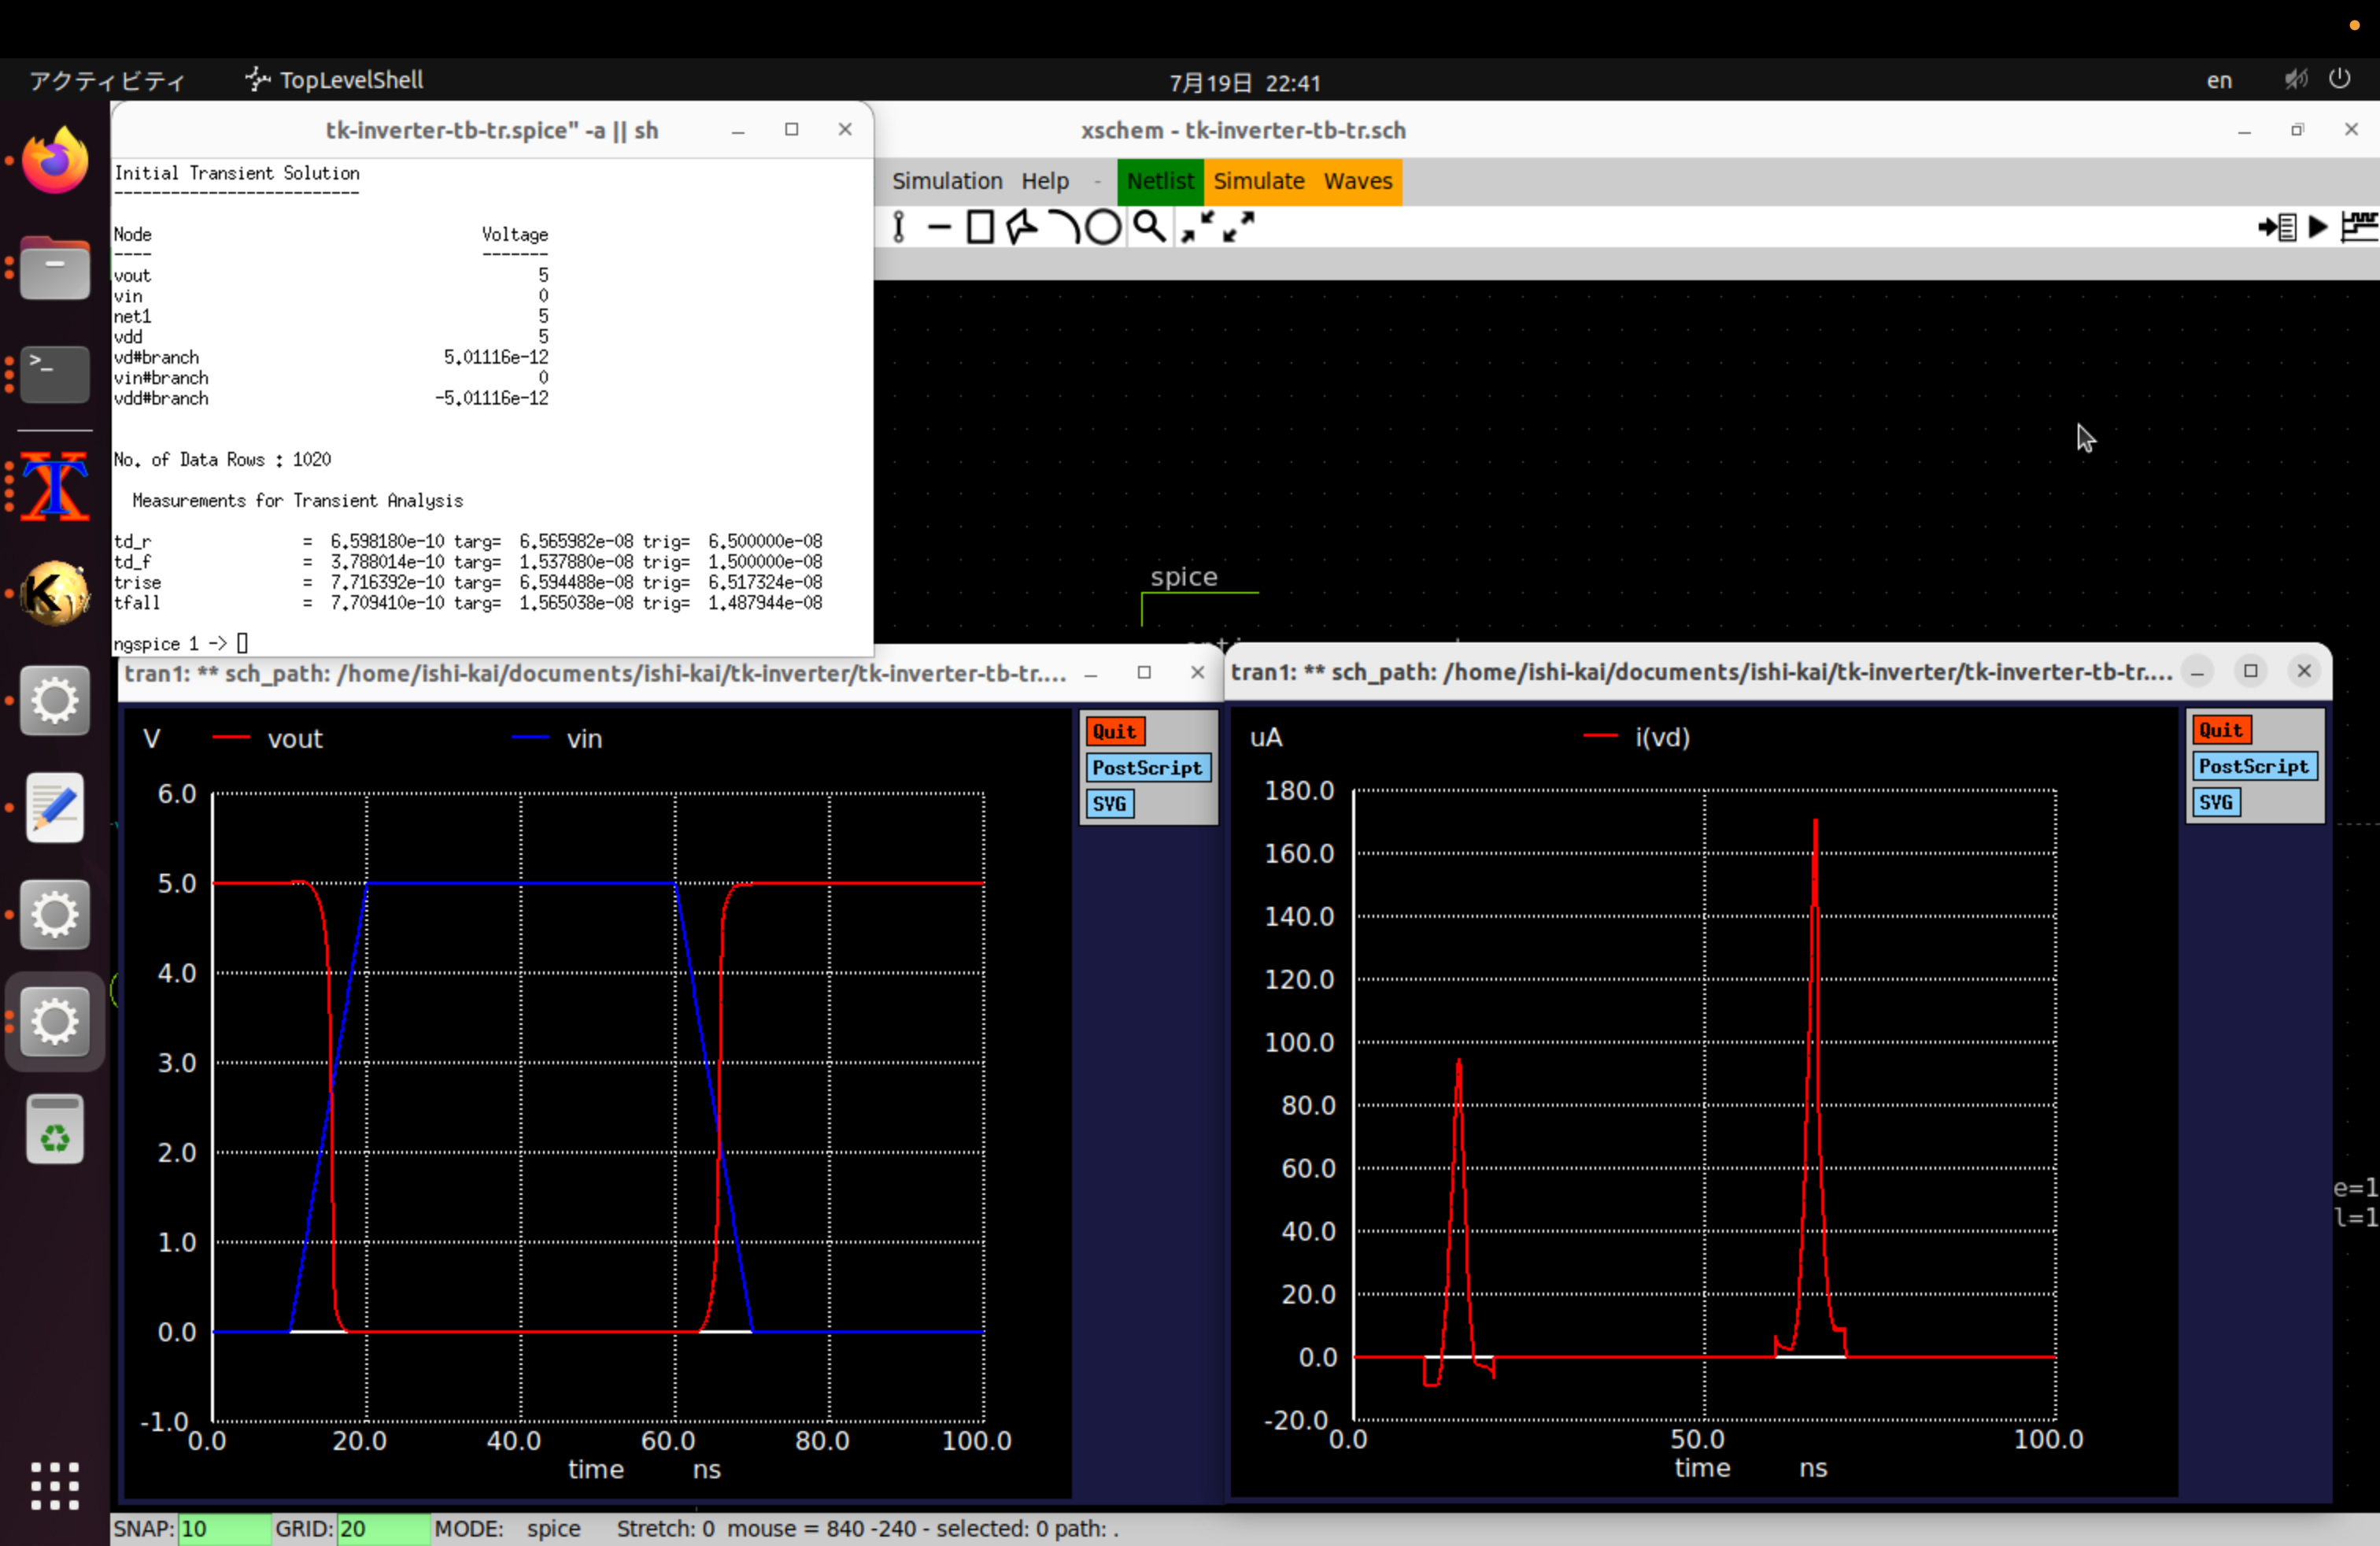 アクティビティ
TopLevelShell
7月19日 22:41
en
tk-inverter-tb-tr.spice" -a || sh
xschem - tk-inverter-tb-tr.sch
Simulation Help - Netlist Simulate Waves
Initial Transient Solution
--------------------------
Node Voltage
---- -------
vout 5
vin 0
net1 5
vdd 5
vd#branch 5.01116e-12
vin#branch 0
vdd#branch -5.01116e-12
No. of Data Rows : 1020
Measurements for Transient Analysis
td_r = 6.598180e-10 targ= 6.565982e-08 trig= 6.500000e-08
td_f = 3.788014e-10 targ= 1.537880e-08 trig= 1.500000e-08
trise = 7.716392e-10 targ= 6.594488e-08 trig= 6.517324e-08
tfall = 7.709410e-10 targ= 1.565038e-08 trig= 1.487944e-08
ngspice 1 ->
spice
tran1: ** sch_path: /home/ishi-kai/documents/ishi-kai/tk-inverter/tk-inverter-tb-tr....
V vout vin
Quit
PostScript
SVG
6.0
5.0
4.0
3.0
2.0
1.0
0.0
-1.0
0.0 20.0 40.0 60.0 80.0 100.0
time ns
tran1: ** sch_path: /home/ishi-kai/documents/ishi-kai/tk-inverter/tk-inverter-tb-tr....
uA i(vd)
Quit
PostScript
SVG
180.0
160.0
140.0
120.0
100.0
80.0
60.0
40.0
20.0
0.0
-20.0
0.0 50.0 100.0
time ns
e=1
l=1
SNAP: 10 GRID: 20 MODE: spice Stretch: 0 mouse = 840 -240 - selected: 0 path: .